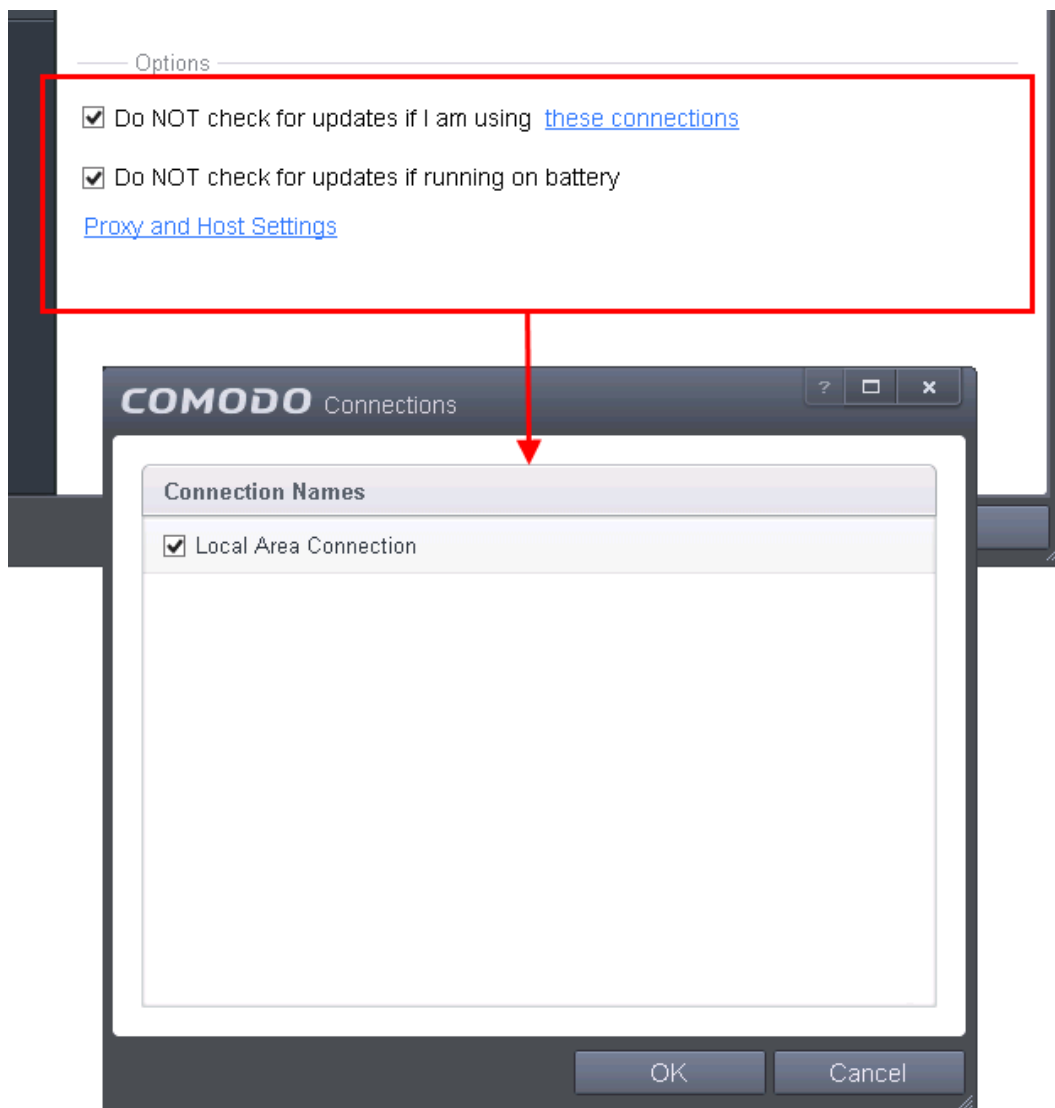 Options
Do NOT check for updates if I am using these connections
Do NOT check for updates if running on battery
Proxy and Host Settings
COMODO Connections
?
Connection Names
Local Area Connection
OK
Cancel